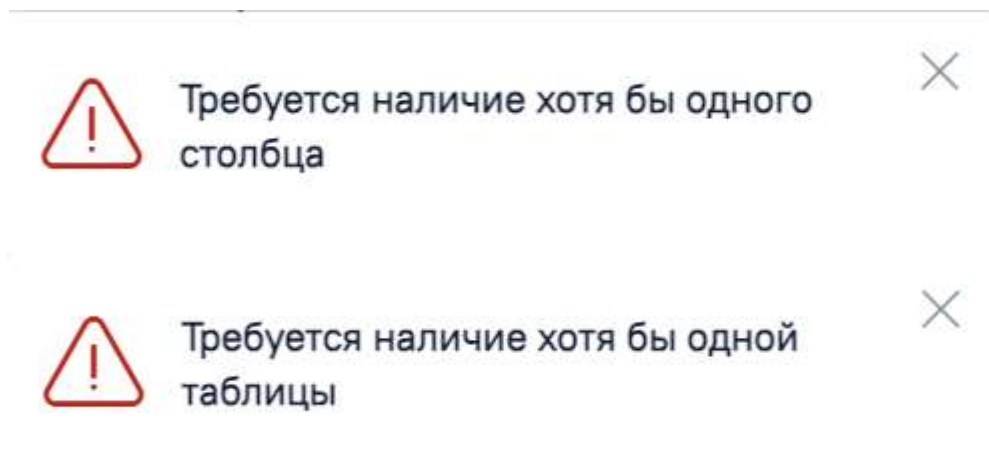 Требуется наличие хотя бы одного
столбца
Требуется наличие хотя бы одной
таблицы